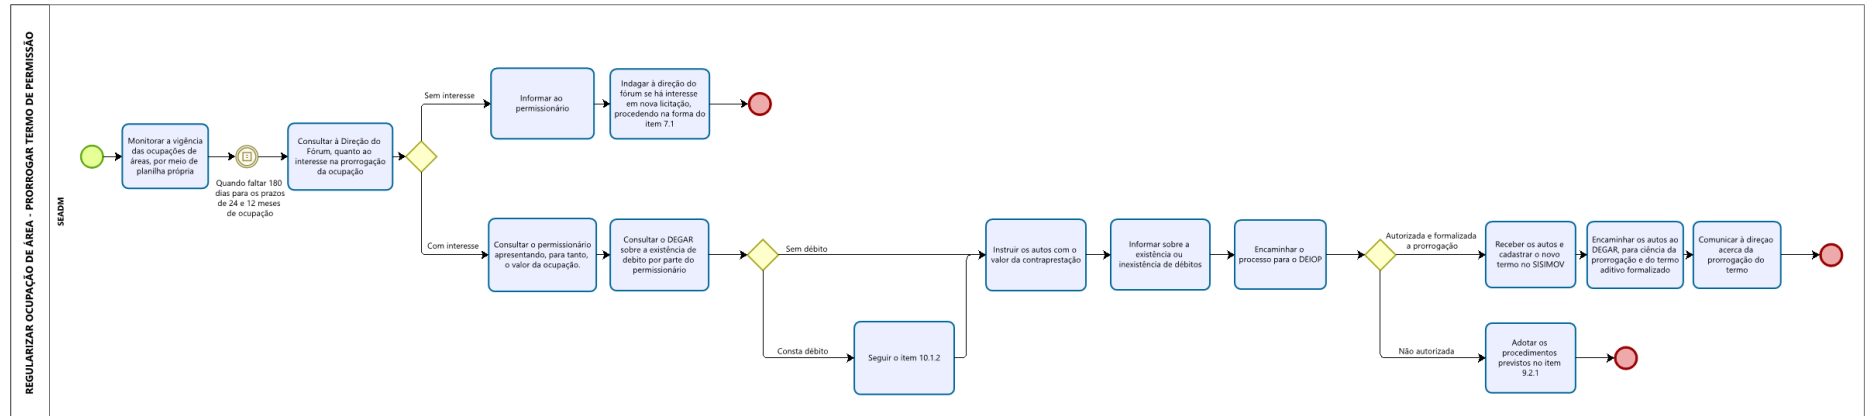 REGULARIZAR OCUPAÇÃO DE ÁREA - PRORROGAR TERMO DE PERMISSÃO
SEADM
Monitorar a vigência
das ocupações de
áreas, por meio de
planilha própria
Quando faltar 180
dias para os prazos
de 24 e 12 meses
de ocupação
Consultar à Direção do
Fórum, quanto ao
interesse na prorrogação
da ocupação
Sem interesse
Informar ao
permissionário
Indagar à direção do
fórum se há interesse
em nova licitação,
procedendo na forma do
item 7.1
Com interesse
Consultar o permissionário
apresentando, para tanto,
o valor da ocupação.
Consultar o DEGAR
sobre a existência de
debito por parte do
permissionário
Sem débito
Consta débito
Seguir o item 10.1.2
Instruir os autos com o
valor da contraprestação
Informar sobre a
existência ou
inexistência de débitos
Encaminhar o
processo para o DEIOP
Autorizada e formalizada
a prorrogação
Receber os autos e
cadastrar o novo
termo no SISIMOV
Encaminhar os autos ao
DEGAR, para ciência da
prorrogação e do termo
aditivo formalizado
Comunicar à direçao
acerca da
prorrogação do
termo
Não autorizada
Adotar os
procedimentos
previstos no item
9.2.1